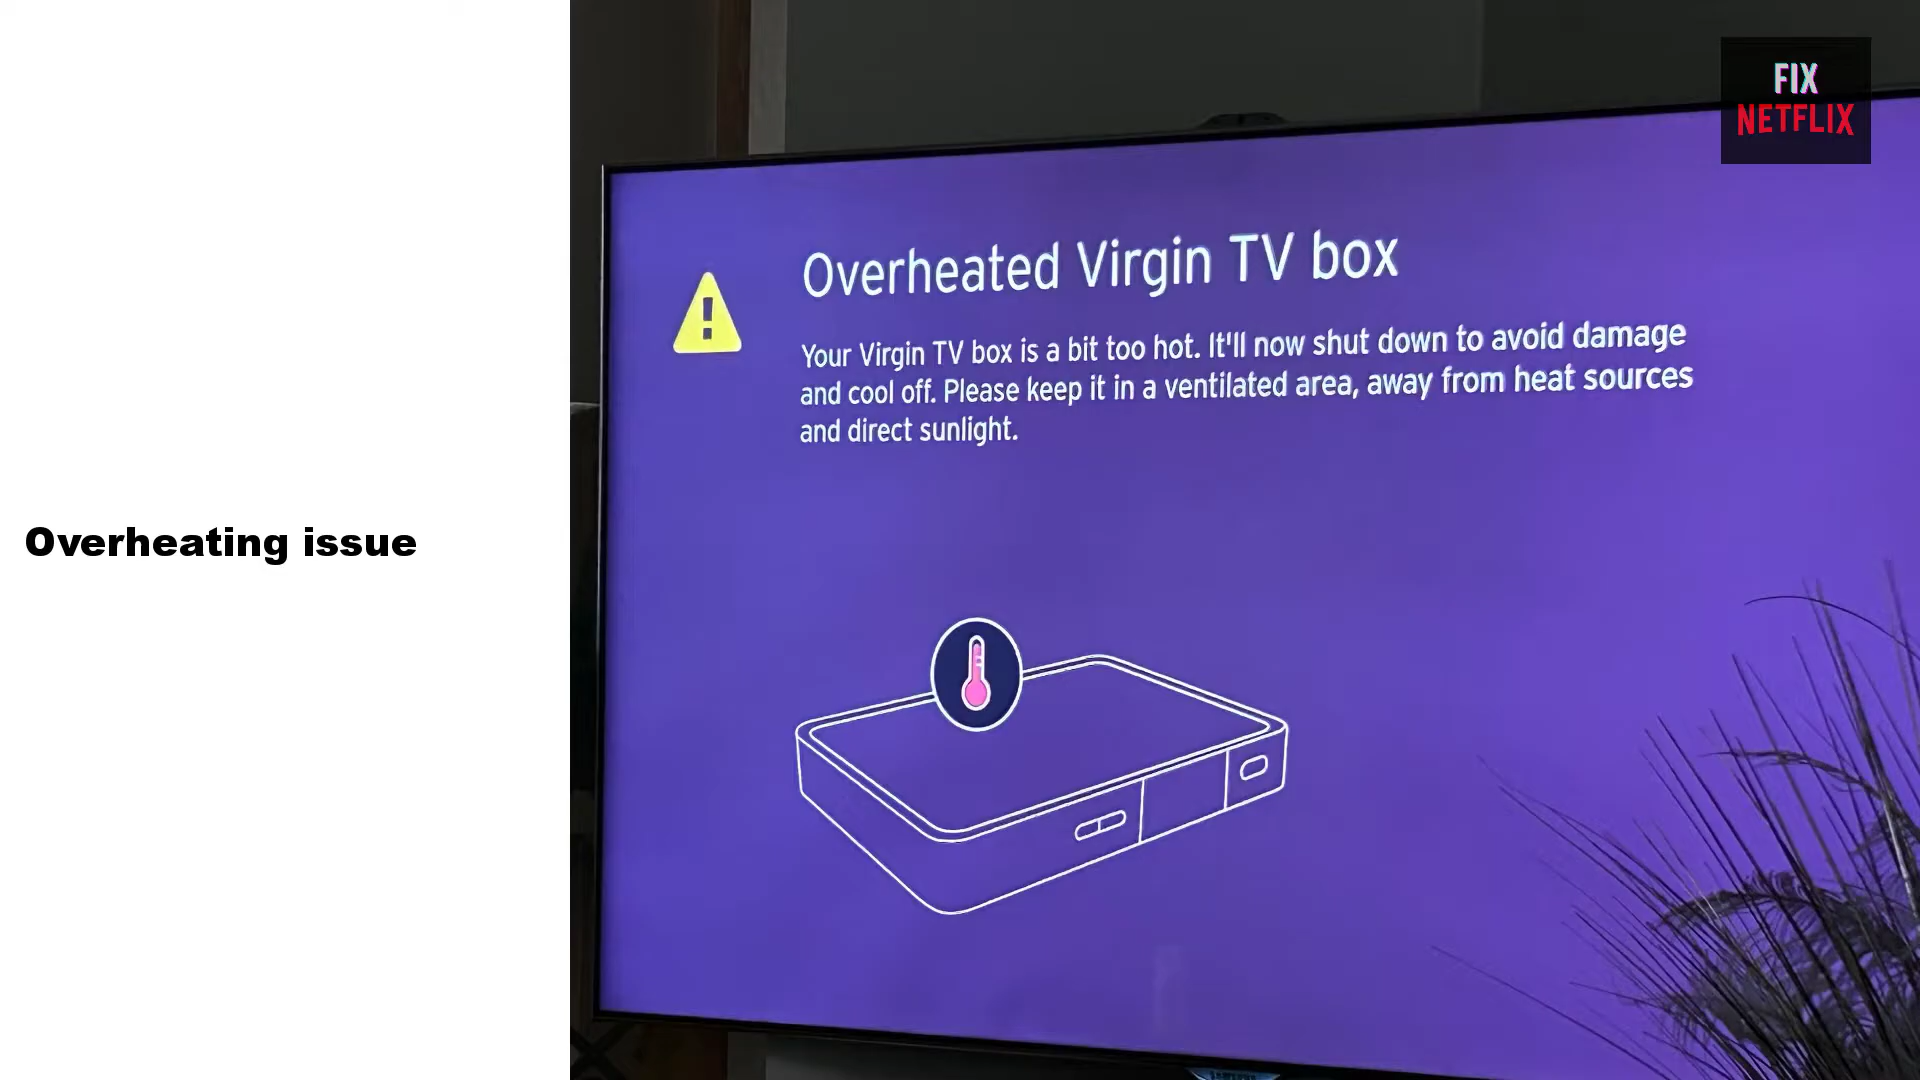 Overheating issue
FIX
NETFLIX
Overheated Virgin TV box
Your Virgin TV box is a bit too hot. It'll now shut down to avoid damage
and cool off. Please keep it in a ventilated area, away from heat sources
and direct sunlight.